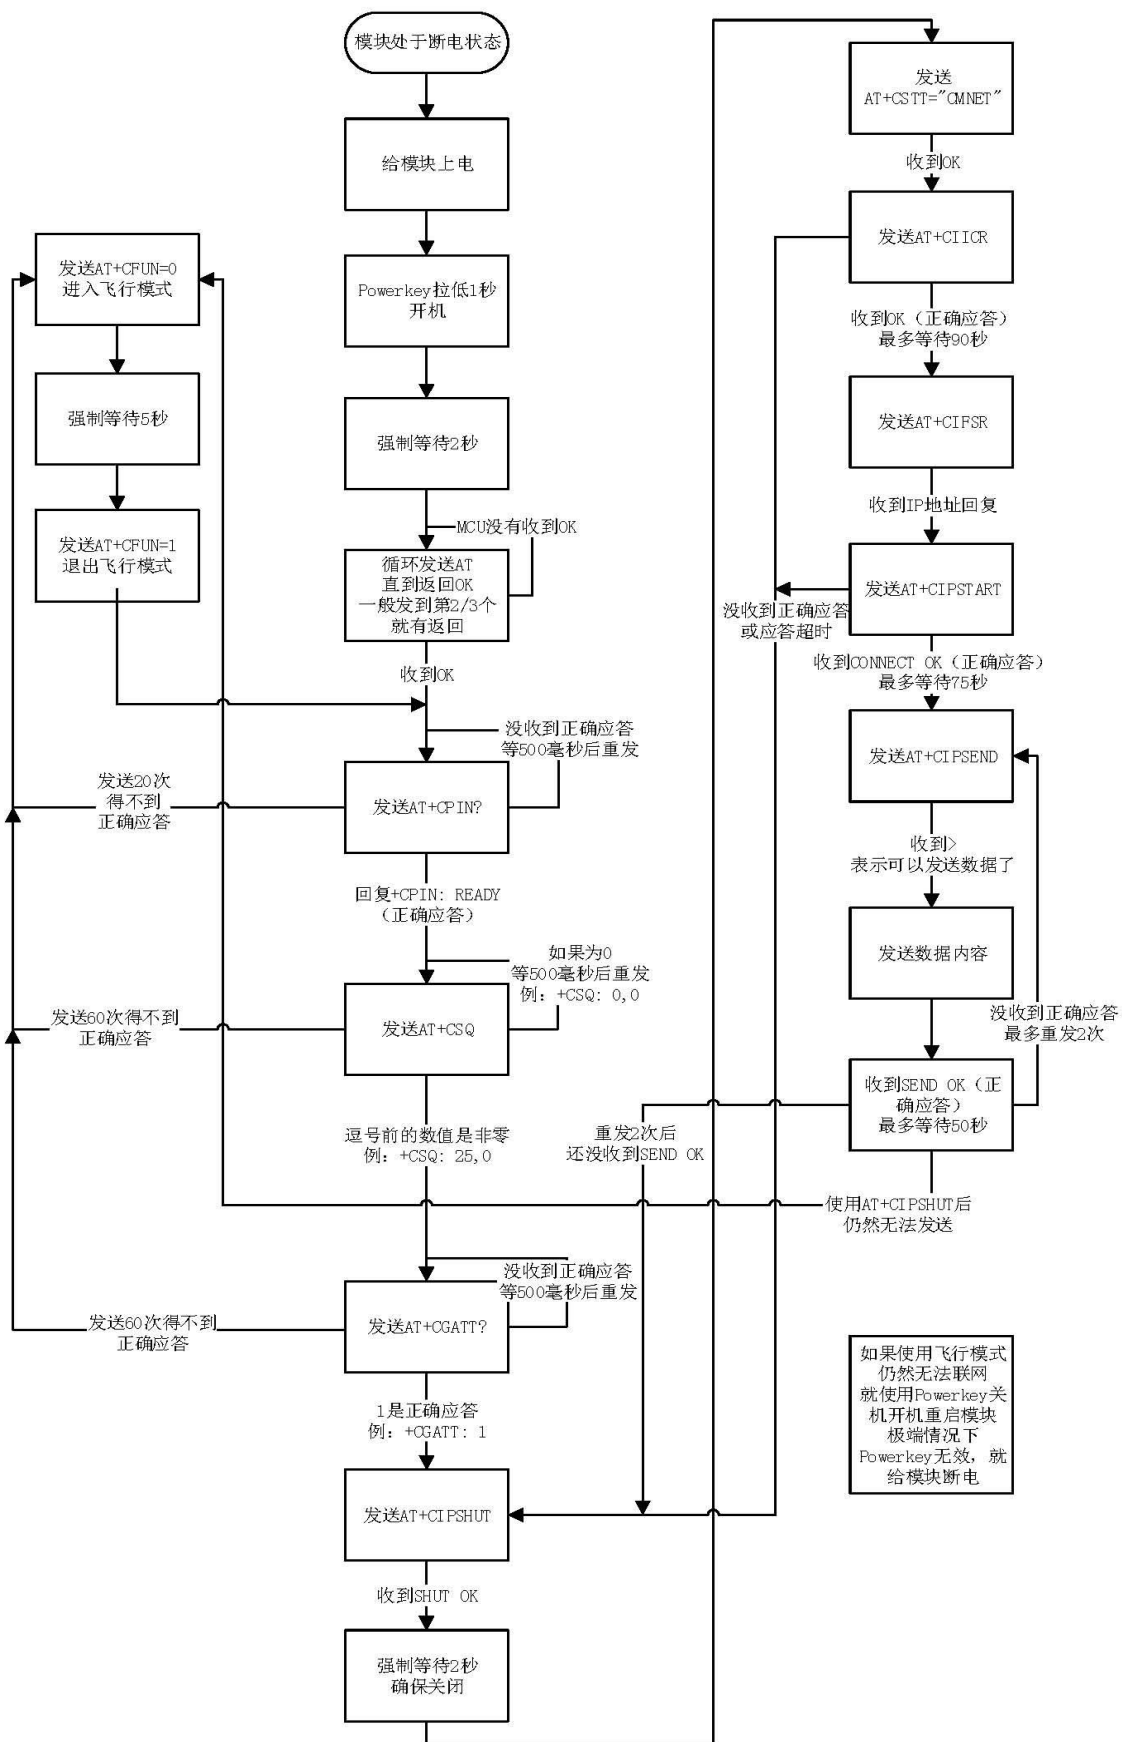 模块处于断电状态
给模块上电
Powerkey拉低1秒
开机
强制等待2秒
MCU没有收到OK
循环发送AT
直到返回OK
一般发到第2/3个
就有返回
收到OK
发送AT+CFUN=0
进入飞行模式
强制等待5秒
发送AT+CFUN=1
退出飞行模式
没收到正确应答
等500毫秒后重发
发送20次
得不到
正确应答
发送AT+CPIN?
回复+CPIN: READY
（正确应答）
如果为0
等500毫秒后重发
例：+CSQ: 0,0
发送60次得不到
正确应答
发送AT+CSQ
逗号前的数值是非零
例：+CSQ: 25,0
没收到正确应答
等500毫秒后重发
发送60次得不到
正确应答
发送AT+CGATT?
1是正确应答
例：+CGATT: 1
发送AT+CIPSHUT
收到SHUT OK
强制等待2秒
确保关闭
发送
AT+CSTT="CMNET"
收到OK
发送AT+CIICR
收到OK（正确应答）
最多等待90秒
发送AT+CIFSR
收到IP地址回复
发送AT+CIPSTART
没收到正确应答
或应答超时
收到CONNECT OK（正确应答）
最多等待75秒
发送AT+CIPSEND
收到>
表示可以发送数据了
发送数据内容
没收到正确应答
最多重发2次
收到SEND OK（正
确应答）
最多等待50秒
重发2次后
还没收到SEND OK
使用AT+CIPSHUT后
仍然无法发送
如果使用飞行模式
仍然无法联网
就使用Powerkey关
机开机重启模块
极端情况下
Powerkey无效，就
给模块断电